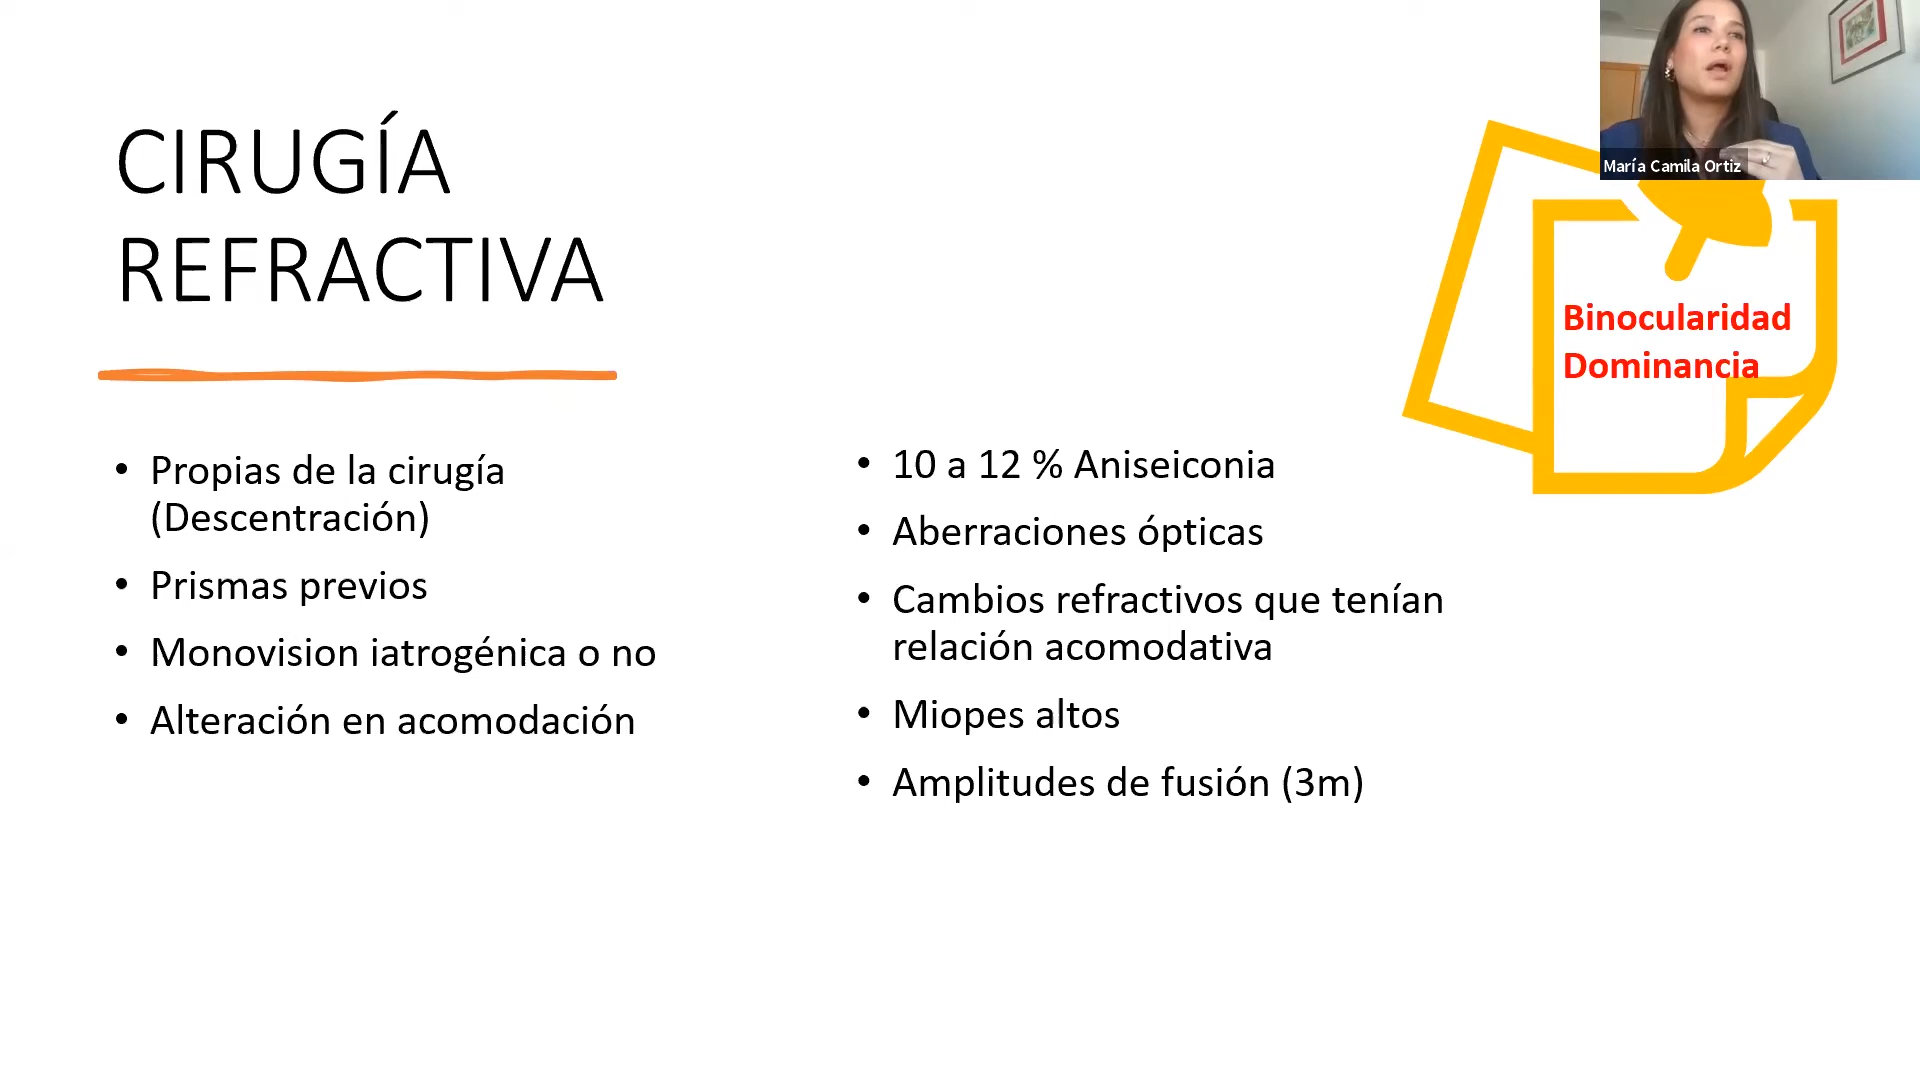 CIRUGÍA
REFRACTIVA
María Camila Ortiz
Binocularidad
Dominancia
• Propias de la cirugía
(Descentración)
• Prismas previos
• Monovision iatrogénica o no
• Alteración en acomodación
• 10 a 12 % Aniseiconia
• Aberraciones ópticas
• Cambios refractivos que tenían
relación acomodativa
• Miopes altos
• Amplitudes de fusión (3m)